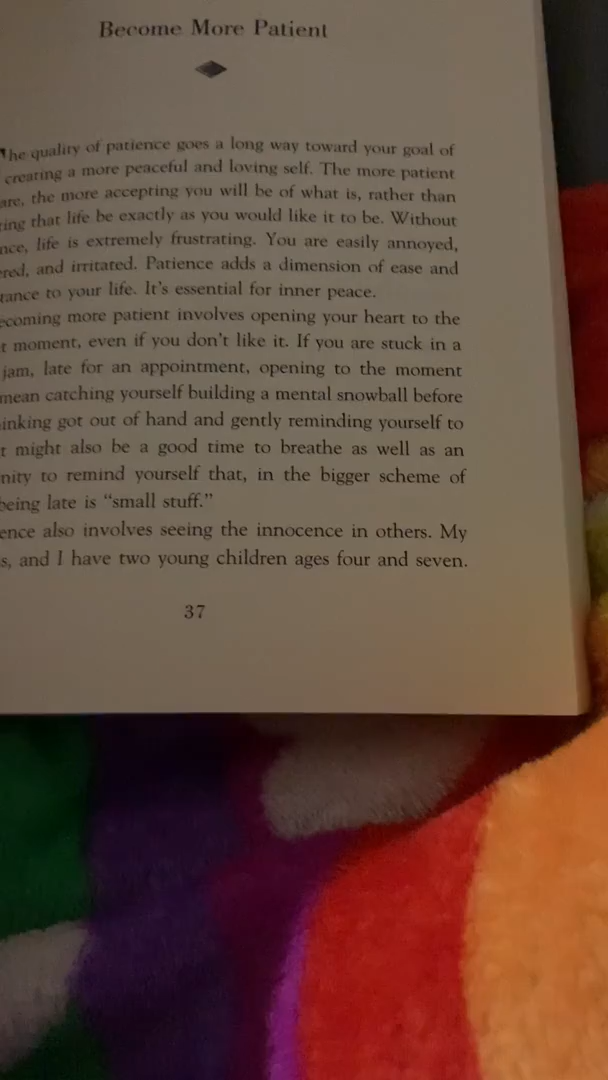 Become More Patient
he quality of patience goes a long way toward your goal of
creating a more peaceful and loving self. The more patient
are, the more accepting you will be of what is, rather than
ing that life be exactly as you would like it to be. Without
nce, life is extremely frustrating. You are easily annoyed,
ered, and irritated. Patience adds a dimension of ease and
tance to your life. It's essential for inner peace.
ecoming more patient involves opening your heart to the
t moment, even if you don't like it. If you are stuck in a
jam, late for an appointment, opening to the moment
mean catching yourself building a mental snowball before
inking got out of hand and gently reminding yourself to
t might also be a good time to breathe as well as an
nity to remind yourself that, in the bigger scheme of
being late is “small stuff.”
ence also involves seeing the innocence in others. My
s, and I have two young children ages four and seven.
37